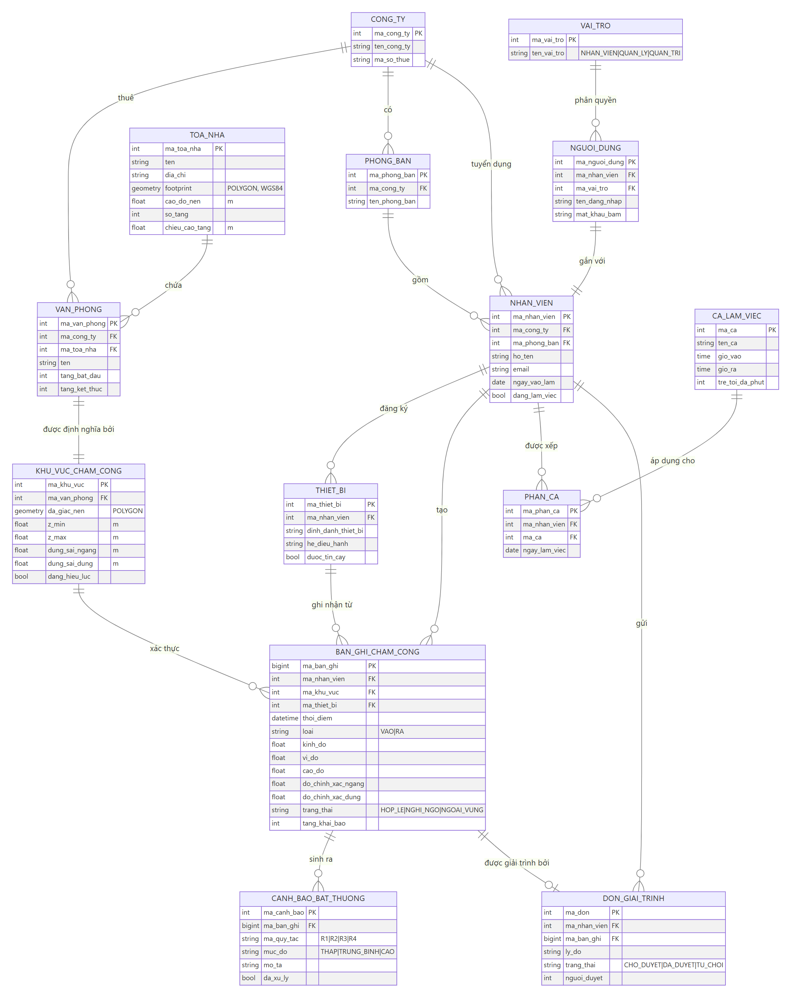 CONG_TY
int ma_cong_ty PK
string ten_cong_ty
string ma_so_thue
VAI_TRO
int ma_vai_tro PK
string ten_vai_tro NHAN_VIEN|QUAN_LY|QUAN_TRI
thuê
có
tuyển dụng
phân quyền
TOA_NHA
int ma_toa_nha PK
string ten
string dia_chi
geometry footprint POLYGON, WGS84
float cao_do_nen m
int so_tang
float chieu_cao_tang m
PHONG_BAN
int ma_phong_ban PK
int ma_cong_ty FK
string ten_phong_ban
NGUOI_DUNG
int ma_nguoi_dung PK
int ma_nhan_vien FK
int ma_vai_tro FK
string ten_dang_nhap
string mat_khau_bam
chứa
gồm
gắn với
VAN_PHONG
int ma_van_phong PK
int ma_cong_ty FK
int ma_toa_nha FK
string ten
int tang_bat_dau
int tang_ket_thuc
NHAN_VIEN
int ma_nhan_vien PK
int ma_cong_ty FK
int ma_phong_ban FK
string ho_ten
string email
date ngay_vao_lam
bool dang_lam_viec
CA_LAM_VIEC
int ma_ca PK
string ten_ca
time gio_vao
time gio_ra
int tre_toi_da_phut
được định nghĩa bởi
đăng ký
tạo
được xếp
áp dụng cho
gửi
KHU_VUC_CHAM_CONG
int ma_khu_vuc PK
int ma_van_phong FK
geometry da_giac_nen POLYGON
float z_min m
float z_max m
float dung_sai_ngang m
float dung_sai_dung m
bool dang_hieu_luc
THIET_BI
int ma_thiet_bi PK
int ma_nhan_vien FK
string dinh_danh_thiet_bi
string he_dieu_hanh
bool duoc_tin_cay
PHAN_CA
int ma_phan_ca PK
int ma_nhan_vien FK
int ma_ca FK
date ngay_lam_viec
ghi nhận từ
xác thực
BAN_GHI_CHAM_CONG
bigint ma_ban_ghi PK
int ma_nhan_vien FK
int ma_khu_vuc FK
int ma_thiet_bi FK
datetime thoi_diem
string loai VAO|RA
float kinh_do
float vi_do
float cao_do
float do_chinh_xac_ngang
float do_chinh_xac_dung
string trang_thai HOP_LE|NGHI_NGO|NGOAI_VUNG
int tang_khai_bao
sinh ra
được giải trình bởi
CANH_BAO_BAT_THUONG
int ma_canh_bao PK
bigint ma_ban_ghi FK
string ma_quy_tac R1|R2|R3|R4
string muc_do THAP|TRUNG_BINH|CAO
string mo_ta
bool da_xu_ly
DON_GIAI_TRINH
int ma_don PK
int ma_nhan_vien FK
bigint ma_ban_ghi FK
string ly_do
string trang_thai CHO_DUYET|DA_DUYET|TU_CHOI
int nguoi_duyet